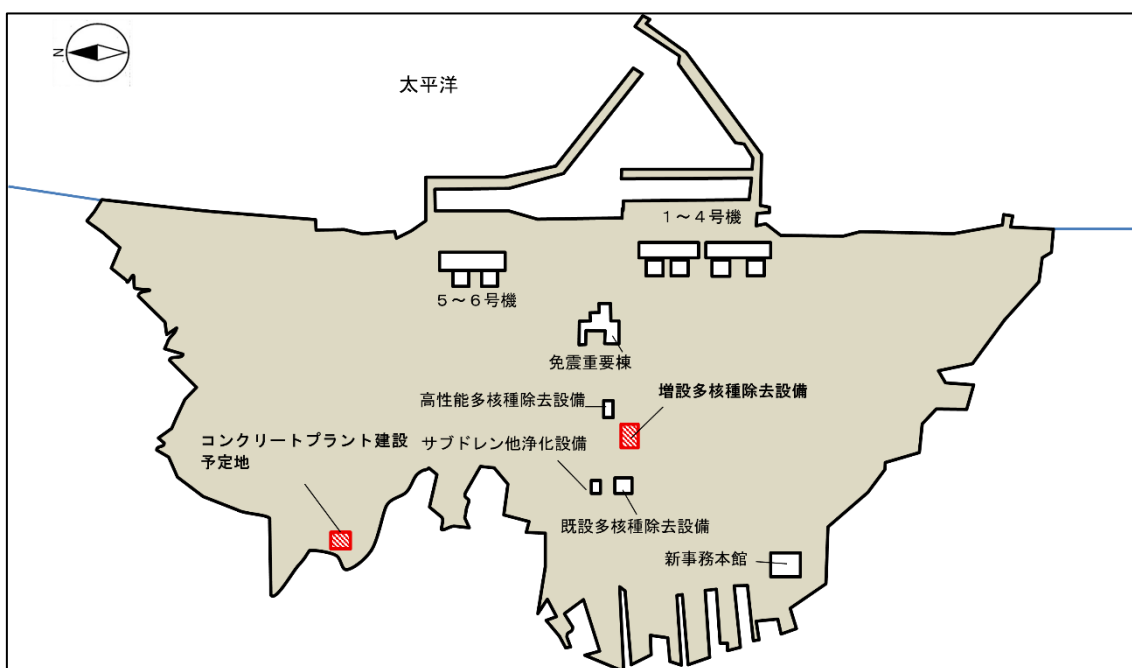 N
太平洋
1～4号機
5～6号機
免震重要棟
高性能多核種除去設備
増設多核種除去設備
コンクリートプラント建設
予定地
サブドレン他浄化設備
既設多核種除去設備
新事務本館